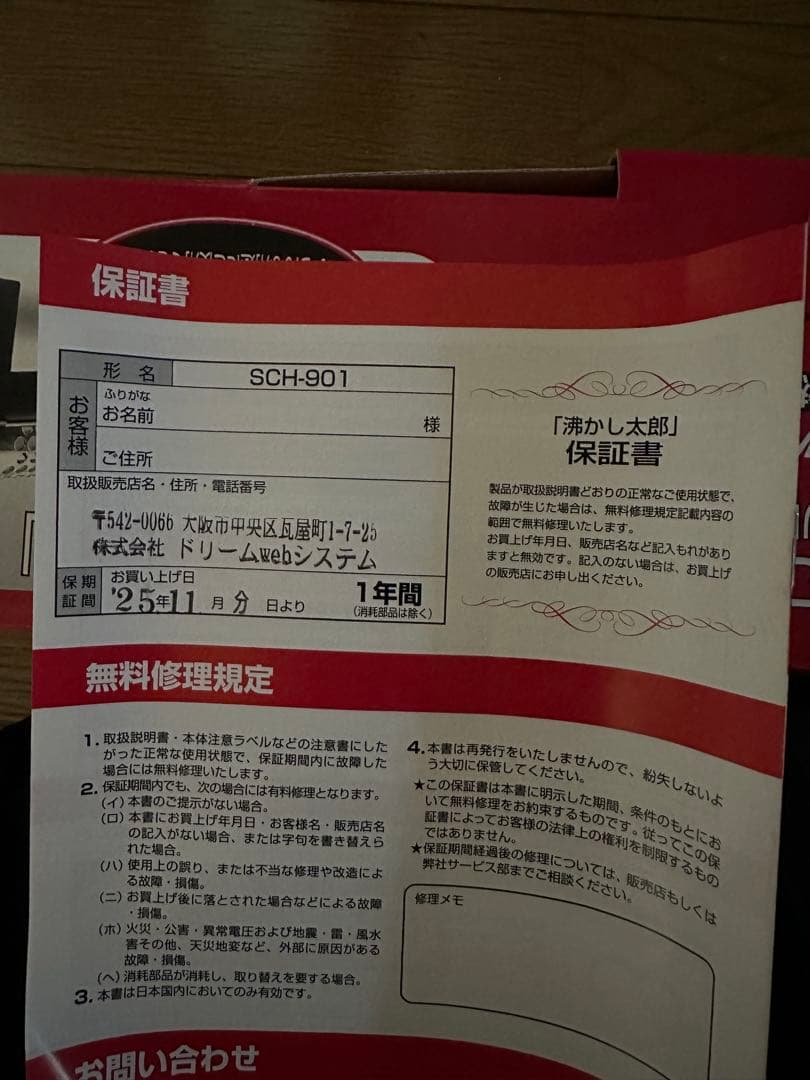 保証書
形名 SCH-901
お客様
ふりがな
お名前 様
ご住所
取扱販売店名・住所・電話番号
〒542-0066 大阪市中央区瓦屋町1-7-25
株式会社 ドリームwebシステム
保証期間
お買い上げ日
'25年11月分 日より
1年間
(消耗部品は除く)
「沸かし太郎」
保証書
製品が取扱説明書どおりの正常なご使用状態で、
故障が生じた場合は、無料修理規定記載内容の
範囲で無料修理いたします。
お買上げ年月日、販売店名など記入もれがあり
ますと無効です。記入のない場合は、お買上げ
の販売店にお申し出ください。
無料修理規定
1. 取扱説明書・本体注意ラベルなどの注意書にした
がった正常な使用状態で、保証期間内に故障した
場合には無料修理いたします。
2. 保証期間内でも、次の場合には有料修理となります。
(イ)本書のご提示がない場合。
(ロ)本書にお買上げ年月日・お客様名・販売店名
の記入がない場合、または字句を書き替えら
れた場合。
(ハ)使用上の誤り、または不当な修理や改造によ
る故障・損傷。
(ニ)お買上げ後に落とされた場合などによる故障
・損傷。
(ホ)火災・公害・異常電圧および地震・雷・風水
害その他、天災地変など、外部に原因がある
故障・損傷。
(ヘ)消耗部品が消耗し、取り替えを要する場合。
3. 本書は日本国内においてのみ有効です。
4. 本書は再発行をいたしませんので、紛失しないよ
う大切に保管してください。
★この保証書は本書に明示した期間、条件のもとにお
いて無料修理をお約束するものです。従ってこの保
証書によってお客様の法律上の権利を制限するもの
ではありません。
★保証期間経過後の修理については、販売店もしくは
弊社サービス部までご相談ください。
修理メモ
お問い合わせ